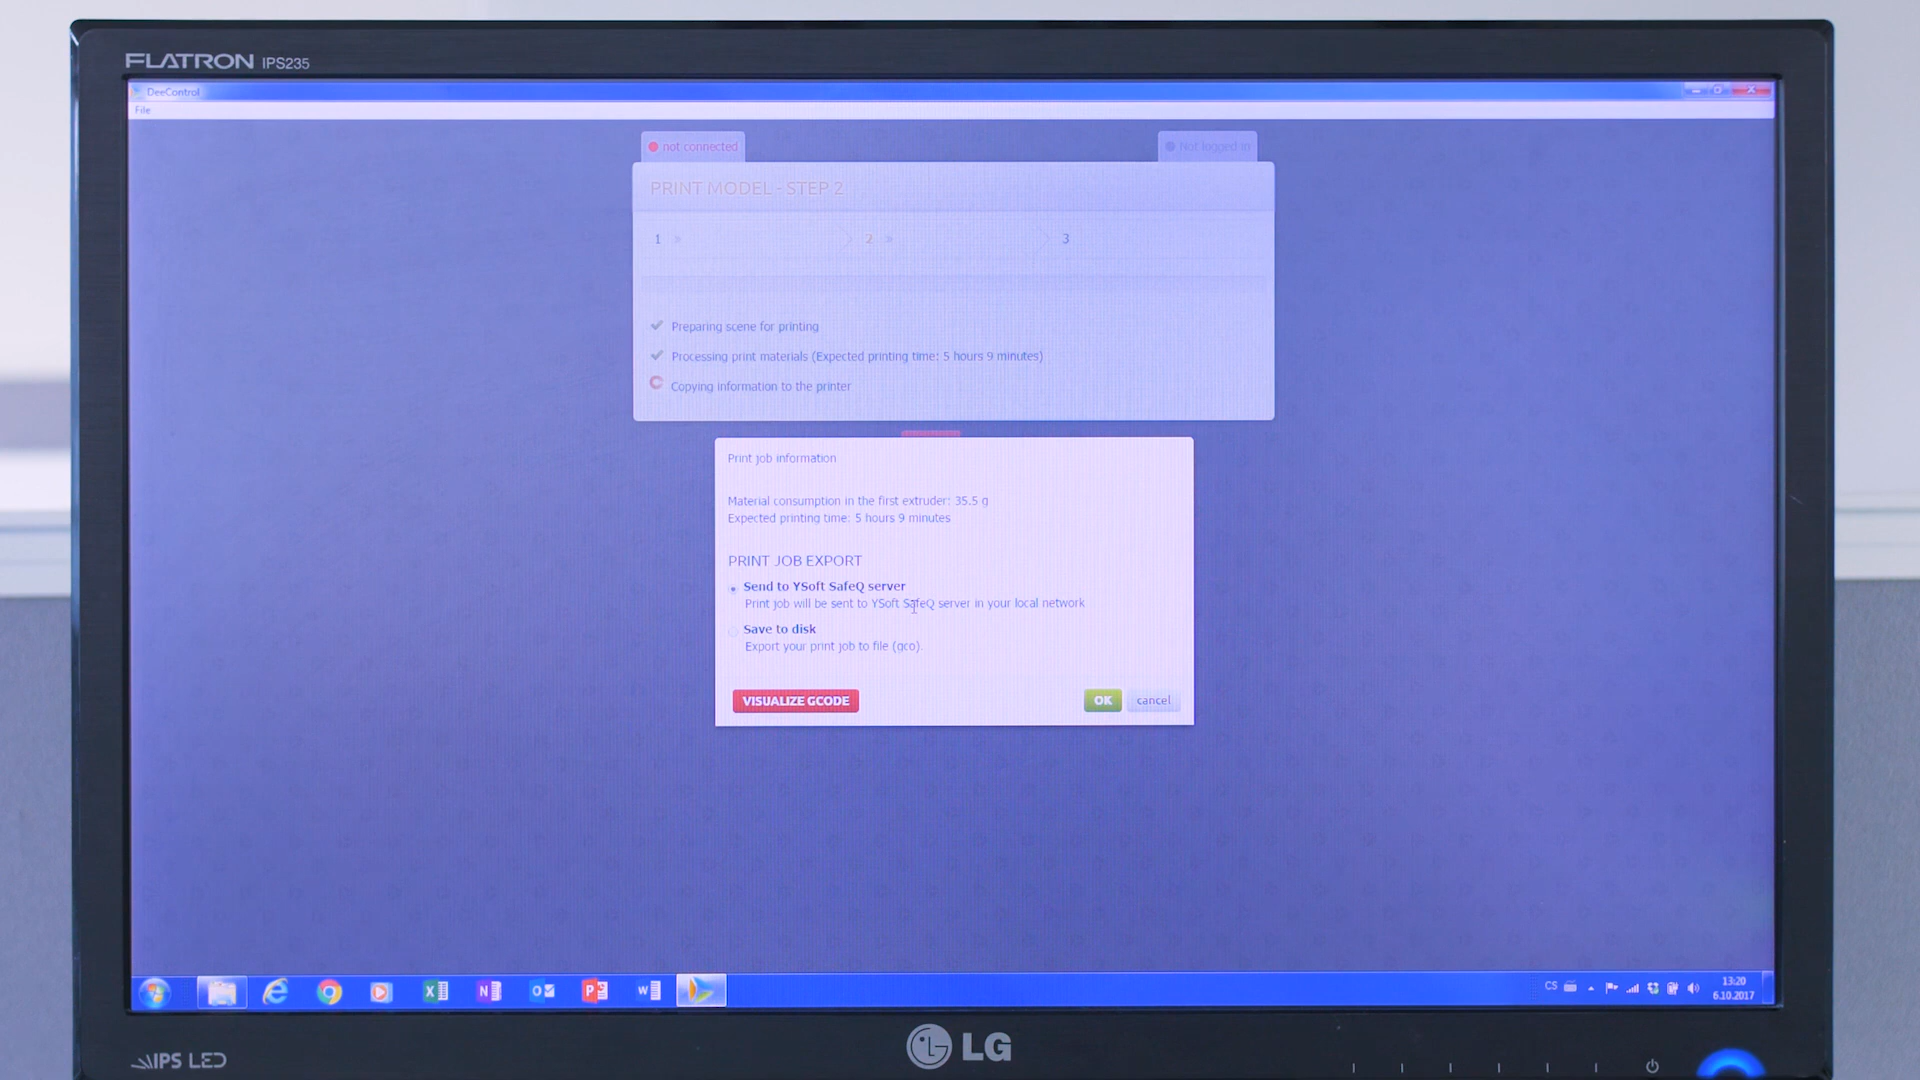 FLATRON IPS235
DeeControl
File
not connected
Not logged in
PRINT MODEL - STEP 2
1 » 2 » 3
Preparing scene for printing
Processing print materials (Expected printing time: 5 hours 9 minutes)
Copying information to the printer
Print job information
Material consumption in the first extruder: 35.5 g
Expected printing time: 5 hours 9 minutes
PRINT JOB EXPORT
Send to YSoft SafeQ server
Print job will be sent to YSoft SafeQ server in your local network
Save to disk
Export your print job to file (gco).
VISUALIZE GCODE
OK
cancel
CS
13:20
6.10.2017
IPS LED
LG